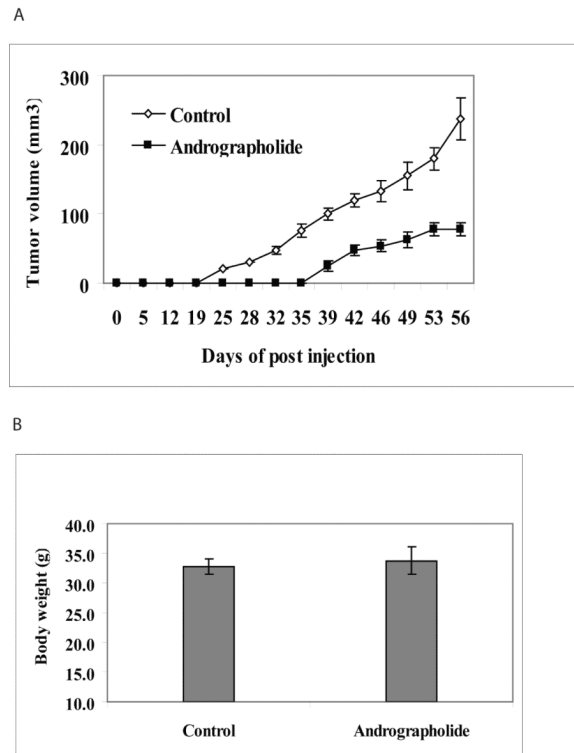 A
300
200
100
0
Tumor volume (mm3)
Control
Andrographolide
0 5 12 19 25 28 32 35 39 42 46 49 53 56
Days of post injection
B
40.0
35.0
30.0
25.0
20.0
15.0
10.0
Body weight (g)
Control Andrographolide